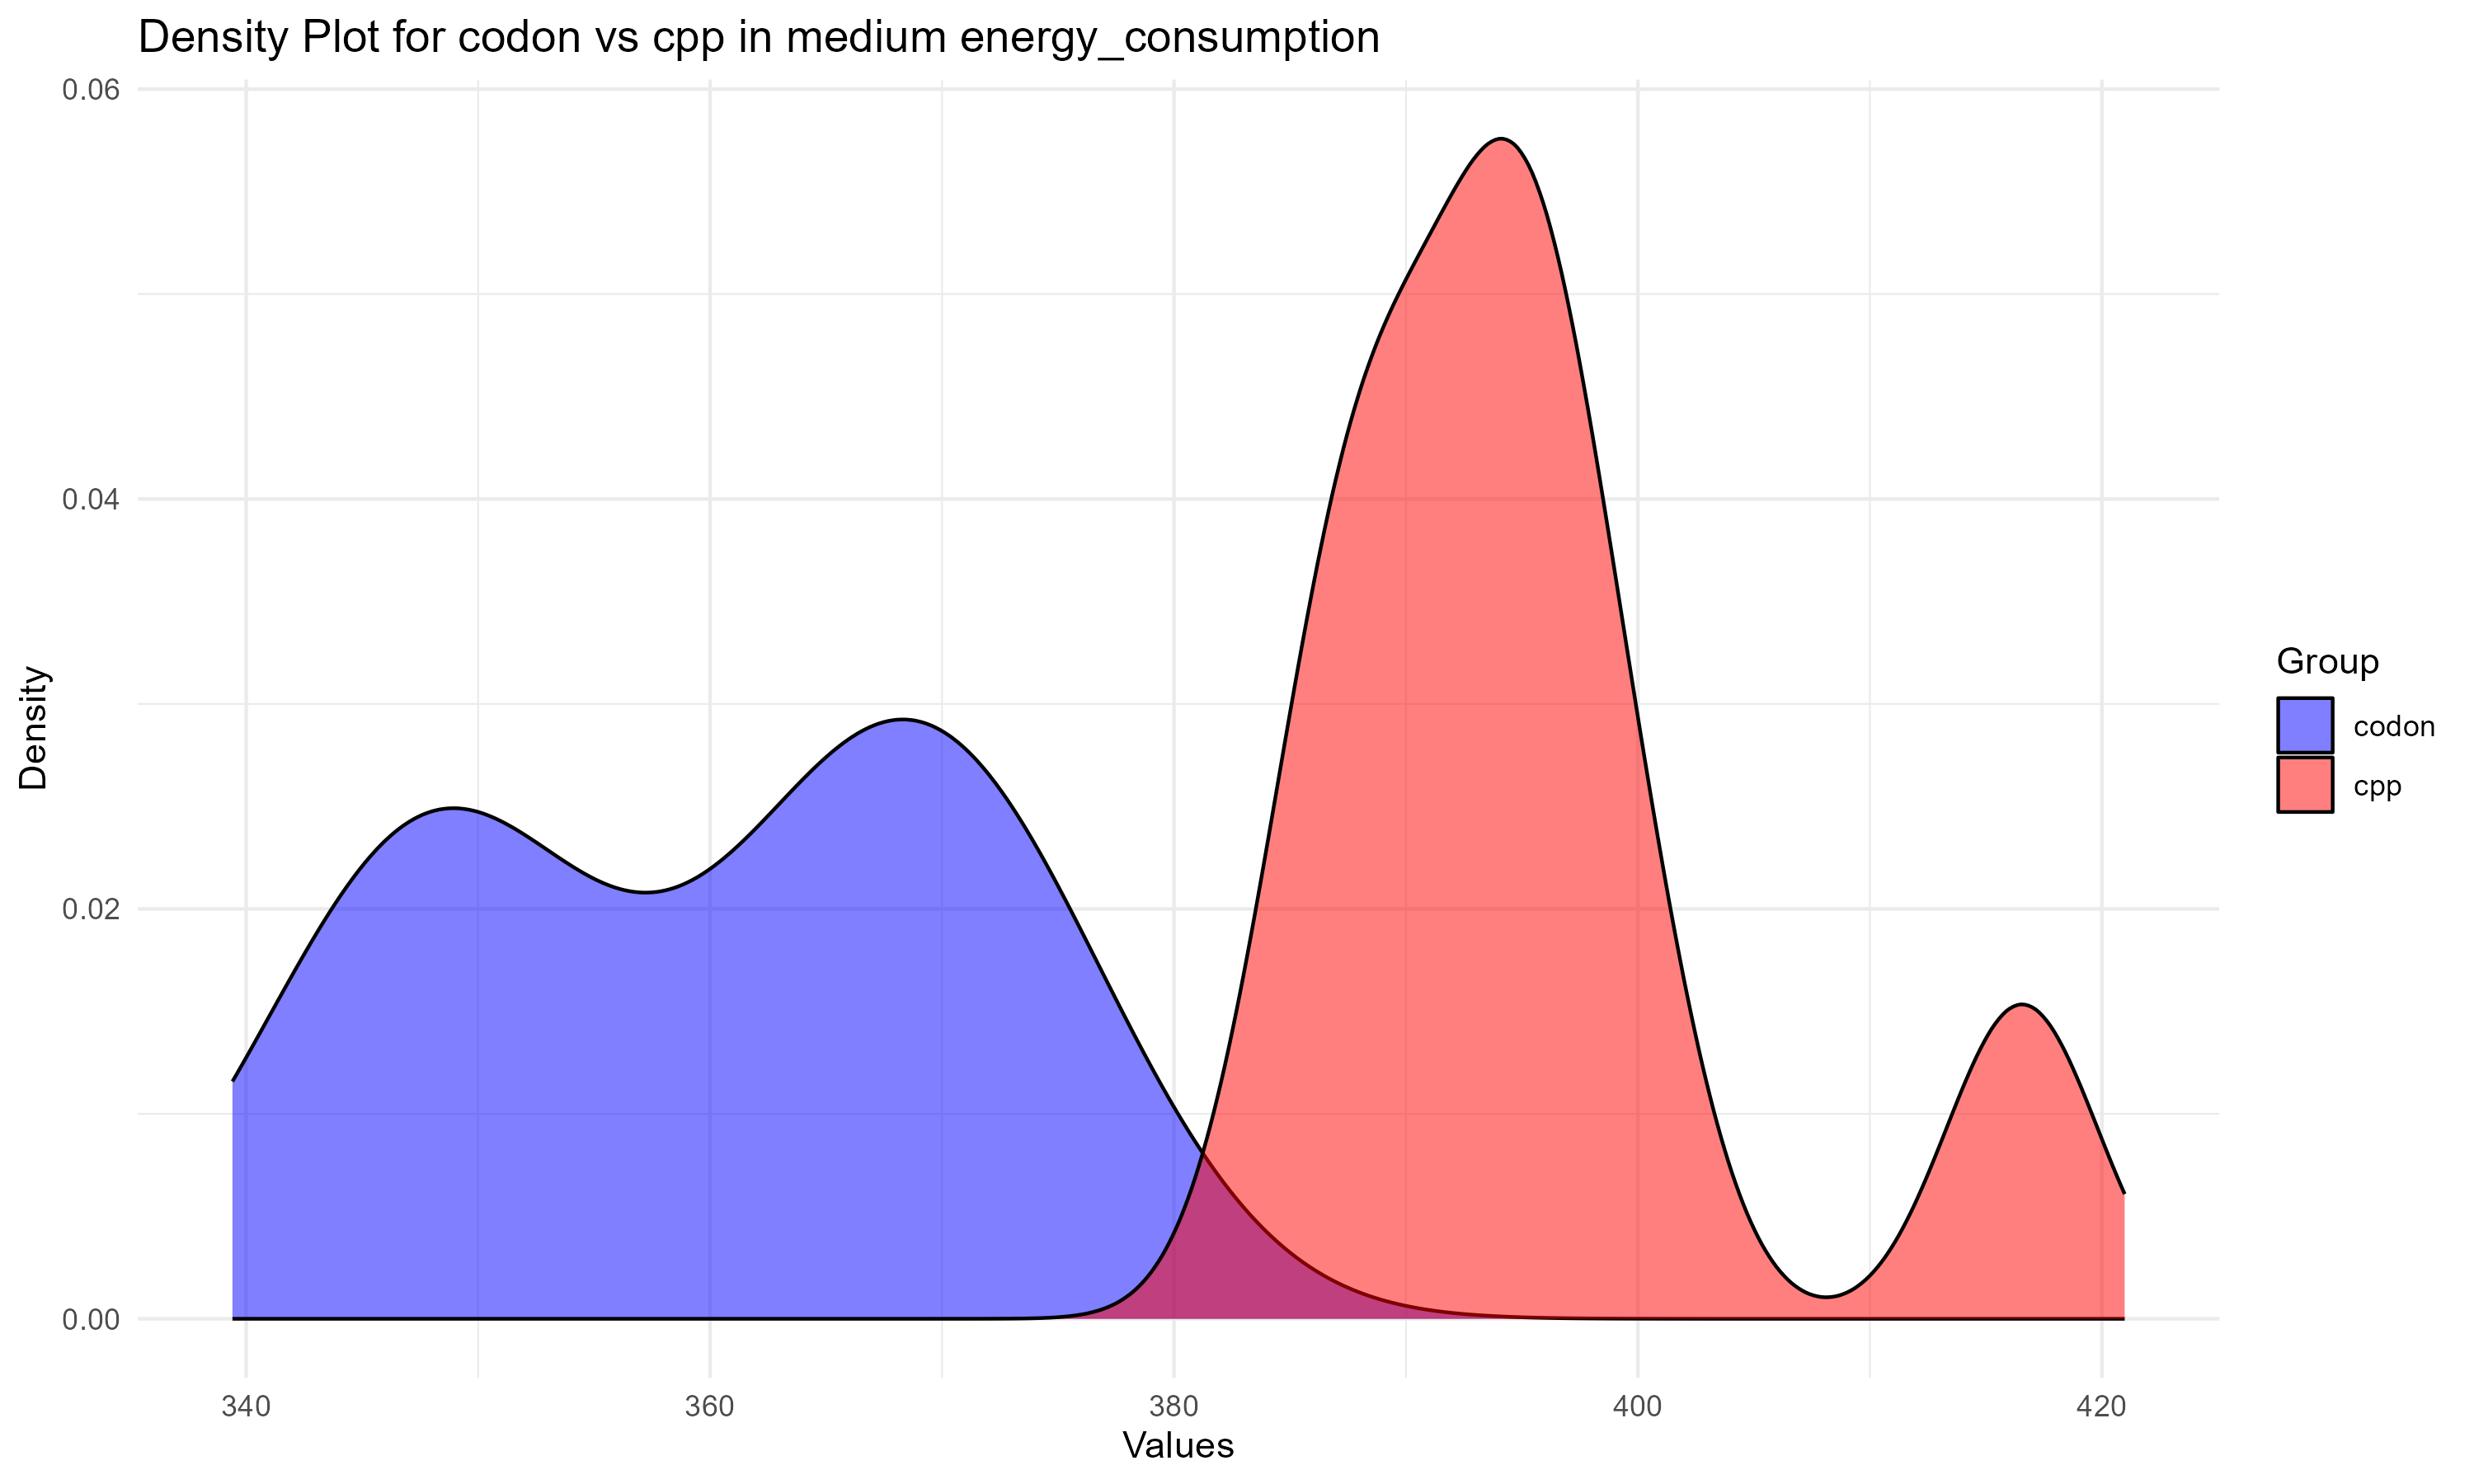 Density Plot for codon vs cpp in medium energy_consumption
0.06
0.04
0.02
0.00
Density
340 360 380 400 420
Values
Group
codon
cpp